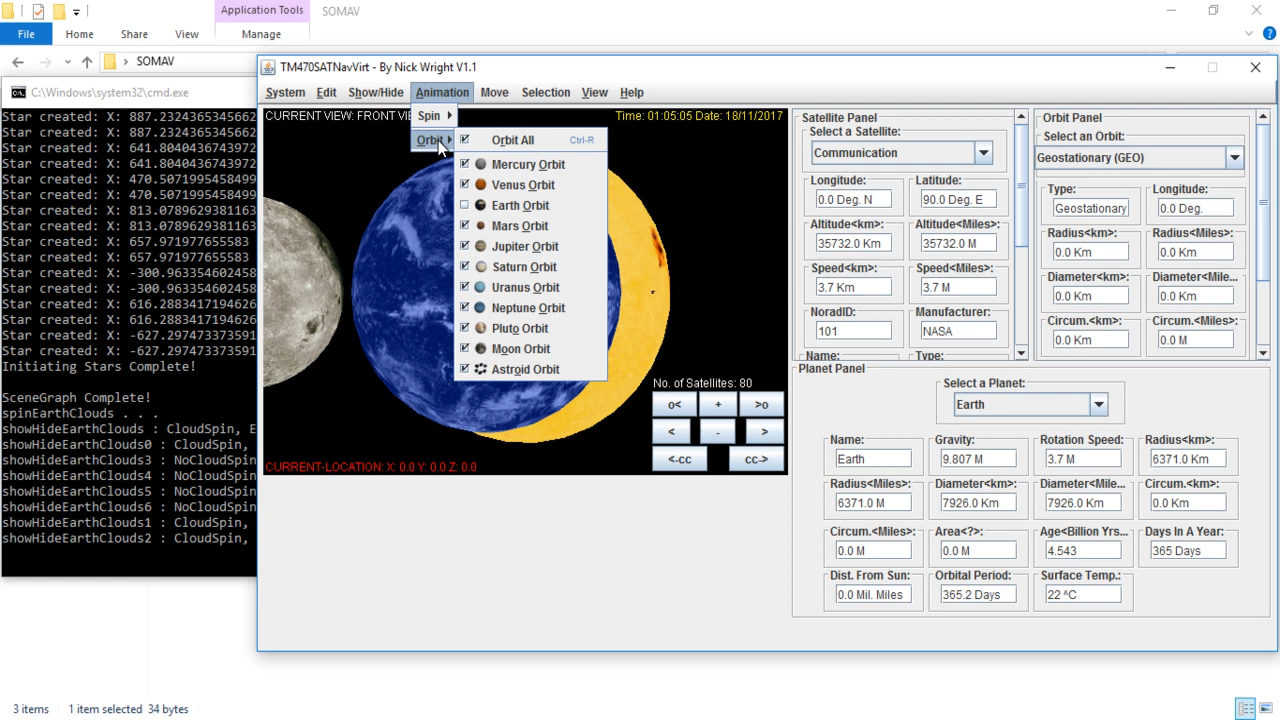 Application Tools
SOMAV
File
Home
Share
View
Manage
SOMAV
C:\Windows\system32\cmd.exe
Star created: X: 887.2324365345662
Star created: X: 641.8040434063972
Star created: X: 641.8040434063972
Star created: X: 470.5071995458499
Star created: X: 470.5071995458499
Star created: X: 813.0789629381163
Star created: X: 813.0789629381163
Star created: X: 657.971977655583
Star created: X: 657.971977655583
Star created: X: -300.963354602458
Star created: X: -300.963354602458
Star created: X: 616.2883417194626
Star created: X: 616.2883417194626
Star created: X: -627.297473373591
Star created: X: -627.297473373591
Initiating Stars Complete!
SceneGraph Complete!
spinEarthClouds . . .
showHideEarthClouds : CloudSpin, E
showHideEarthClouds0 : CloudSpin,
showHideEarthClouds3 : NoCloudSpin
showHideEarthClouds4 : NoCloudSpin
showHideEarthClouds5 : NoCloudSpin
showHideEarthClouds6 : NoCloudSpin
showHideEarthClouds1 : CloudSpin,
showHideEarthClouds2 : CloudSpin,
TM470SATNavVirt - By Nick Wright V1.1
System
Edit
Show/Hide
Animation
Move
Selection
View
Help
CURRENT VIEW: FRONT VIE
Time: 01:05:05 Date: 18/11/2017
Spin
Orbit
Orbit All Ctrl-R
Mercury Orbit
Venus Orbit
Earth Orbit
Mars Orbit
Jupiter Orbit
Saturn Orbit
Uranus Orbit
Neptune Orbit
Pluto Orbit
Moon Orbit
Astroid Orbit
No. of Satellites: 80
o<
+
>o
<
-
>
<-cc
cc->
CURRENT-LOCATION: X: 0.0 Y: 0.0 Z: 0.0
Satellite Panel
Select a Satellite:
Communication
Longitude:
0.0 Deg. N
Latitude:
90.0 Deg. E
Altitude<km>:
35732.0 Km
Altitude<Miles>:
35732.0 M
Speed<km>:
3.7 Km
Speed<Miles>:
3.7 M
NoradID:
101
Manufacturer:
NASA
Name:
Type:
Orbit Panel
Select an Orbit:
Geostationary (GEO)
Type:
Geostationary
Longitude:
0.0 Deg.
Radius<km>:
0.0 Km
Radius<Miles>:
0.0 Km
Diameter<km>:
0.0 Km
Diameter<Mile...
0.0 Km
Circum.<km>:
0.0 Km
Circum.<Miles>:
0.0 M
Planet Panel
Select a Planet:
Earth
Name:
Earth
Gravity:
9.807 M
Rotation Speed:
3.7 M
Radius<km>:
6371.0 Km
Radius<Miles>:
6371.0 M
Diameter<km>:
7926.0 Km
Diameter<Mile...
7926.0 Km
Circum.<km>:
0.0 Km
Circum.<Miles>:
0.0 M
Area<?>:
0.0 M
Age<Billion Yrs...
4.543
Days In A Year:
365 Days
Dist. From Sun:
0.0 Mil. Miles
Orbital Period:
365.2 Days
Surface Temp.:
22 ^C
3 items
1 item selected 34 bytes